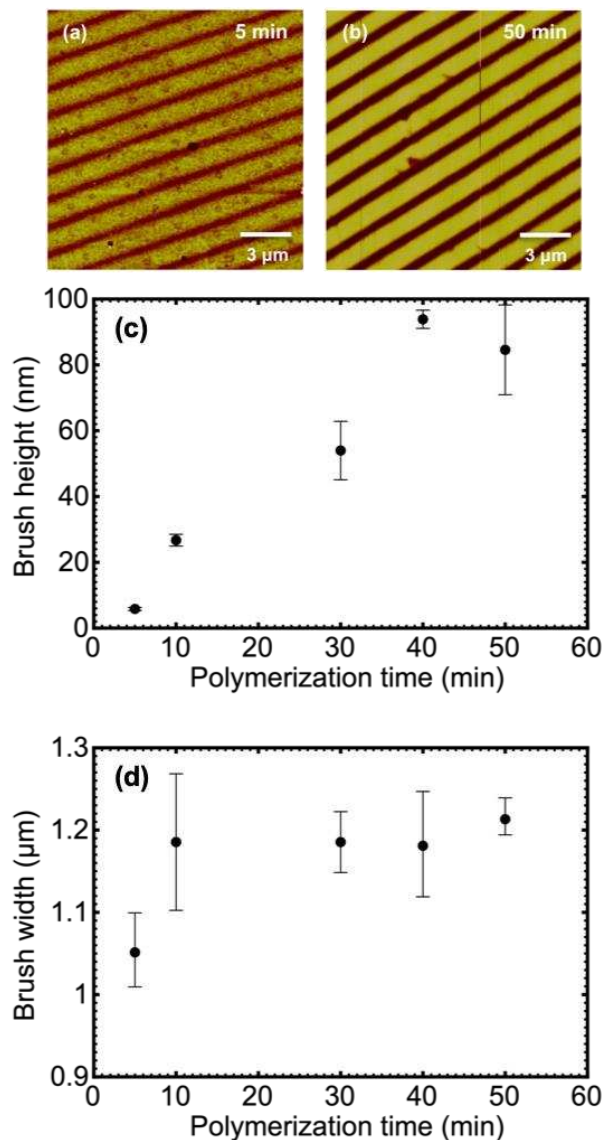 (a) 5 min
3 µm
(b) 50 min
3 µm
(c)
Brush height (nm)
100
80
60
40
20
0
0 10 20 30 40 50 60
Polymerization time (min)
(d)
Brush width (µm)
1.3
1.2
1.1
1
0.9
0 10 20 30 40 50 60
Polymerization time (min)